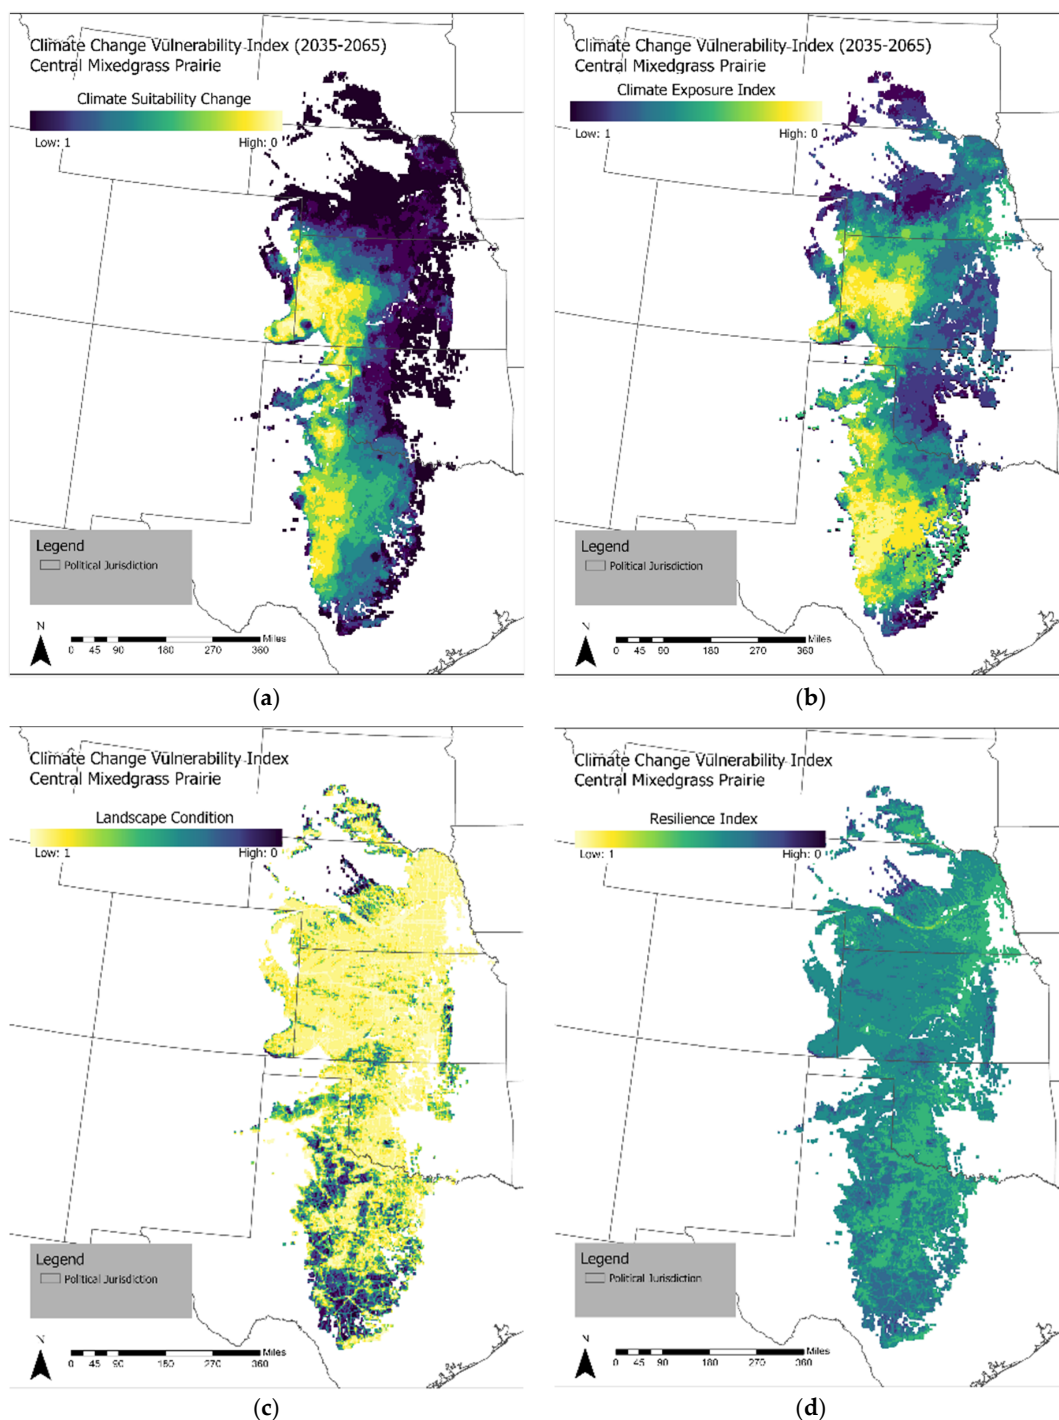 Climate Change Vulnerability Index (2035-2065)
Central Mixedgrass Prairie
Climate Suitability Change
Low: 1
High: 0
Legend
Political Jurisdiction
N
Miles
0 45 90 180 270 360
(a)
Climate Change Vulnerability Index (2035-2065)
Central Mixedgrass Prairie
Climate Exposure Index
Low: 1
High: 0
Legend
Political Jurisdiction
N
Miles
0 45 90 180 270 360
(b)
Climate Change Vulnerability Index
Central Mixedgrass Prairie
Landscape Condition
Low: 1
High: 0
Legend
Political Jurisdiction
N
Miles
0 45 90 180 270 360
(c)
Climate Change Vulnerability Index
Central Mixedgrass Prairie
Resilience Index
Low: 1
High: 0
Legend
Political Jurisdiction
N
Miles
0 45 90 180 270 360
(d)